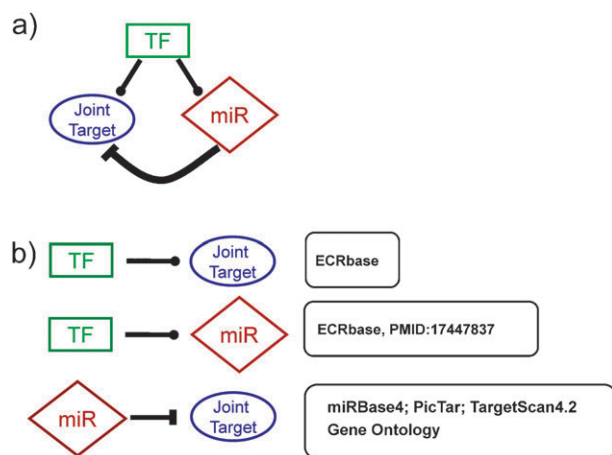 a)
TF
Joint
Target
miR
b)
TF
Joint
Target
ECRbase
TF
miR
ECRbase, PMID:17447837
miR
Joint
Target
miRBase4; PicTar; TargetScan4.2
Gene Ontology